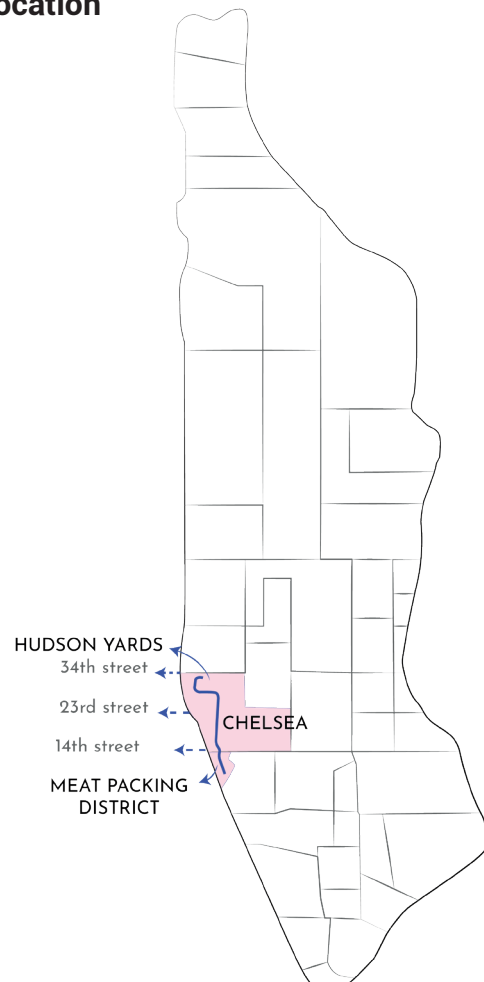 ocation
HUDSON YARDS
34th street
23rd street
CHELSEA
14th street
MEAT PACKING
DISTRICT